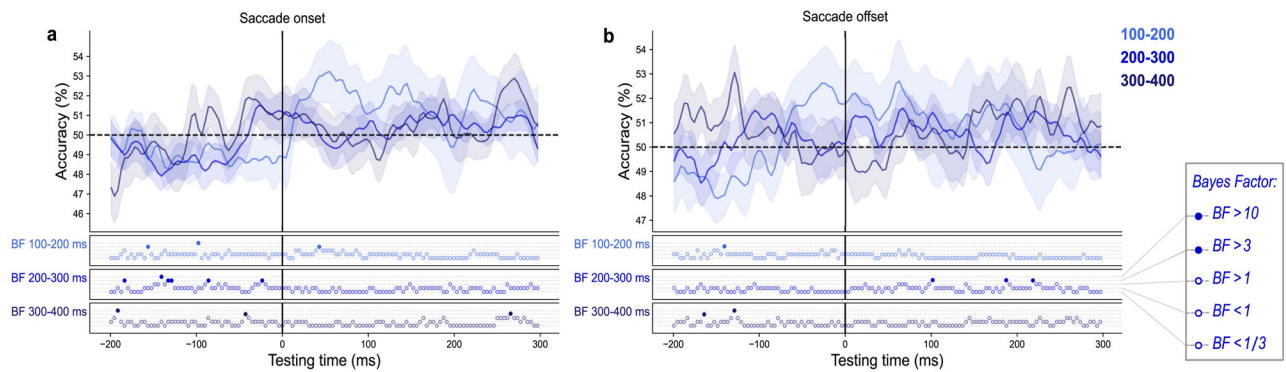 Saccade onset
a
Accuracy (%)
54
53
52
51
50
49
48
47
46
BF 100-200 ms
BF 200-300 ms
BF 300-400 ms
−200
−100
0
100
200
300
Testing time (ms)
Saccade offset
b
Accuracy (%)
54
53
52
51
50
49
48
47
BF 100-200 ms
BF 200-300 ms
BF 300-400 ms
−200
−100
0
100
200
300
Testing time (ms)
100-200
200-300
300-400
Bayes Factor:
BF > 10
BF > 3
BF > 1
BF < 1
BF < 1/3